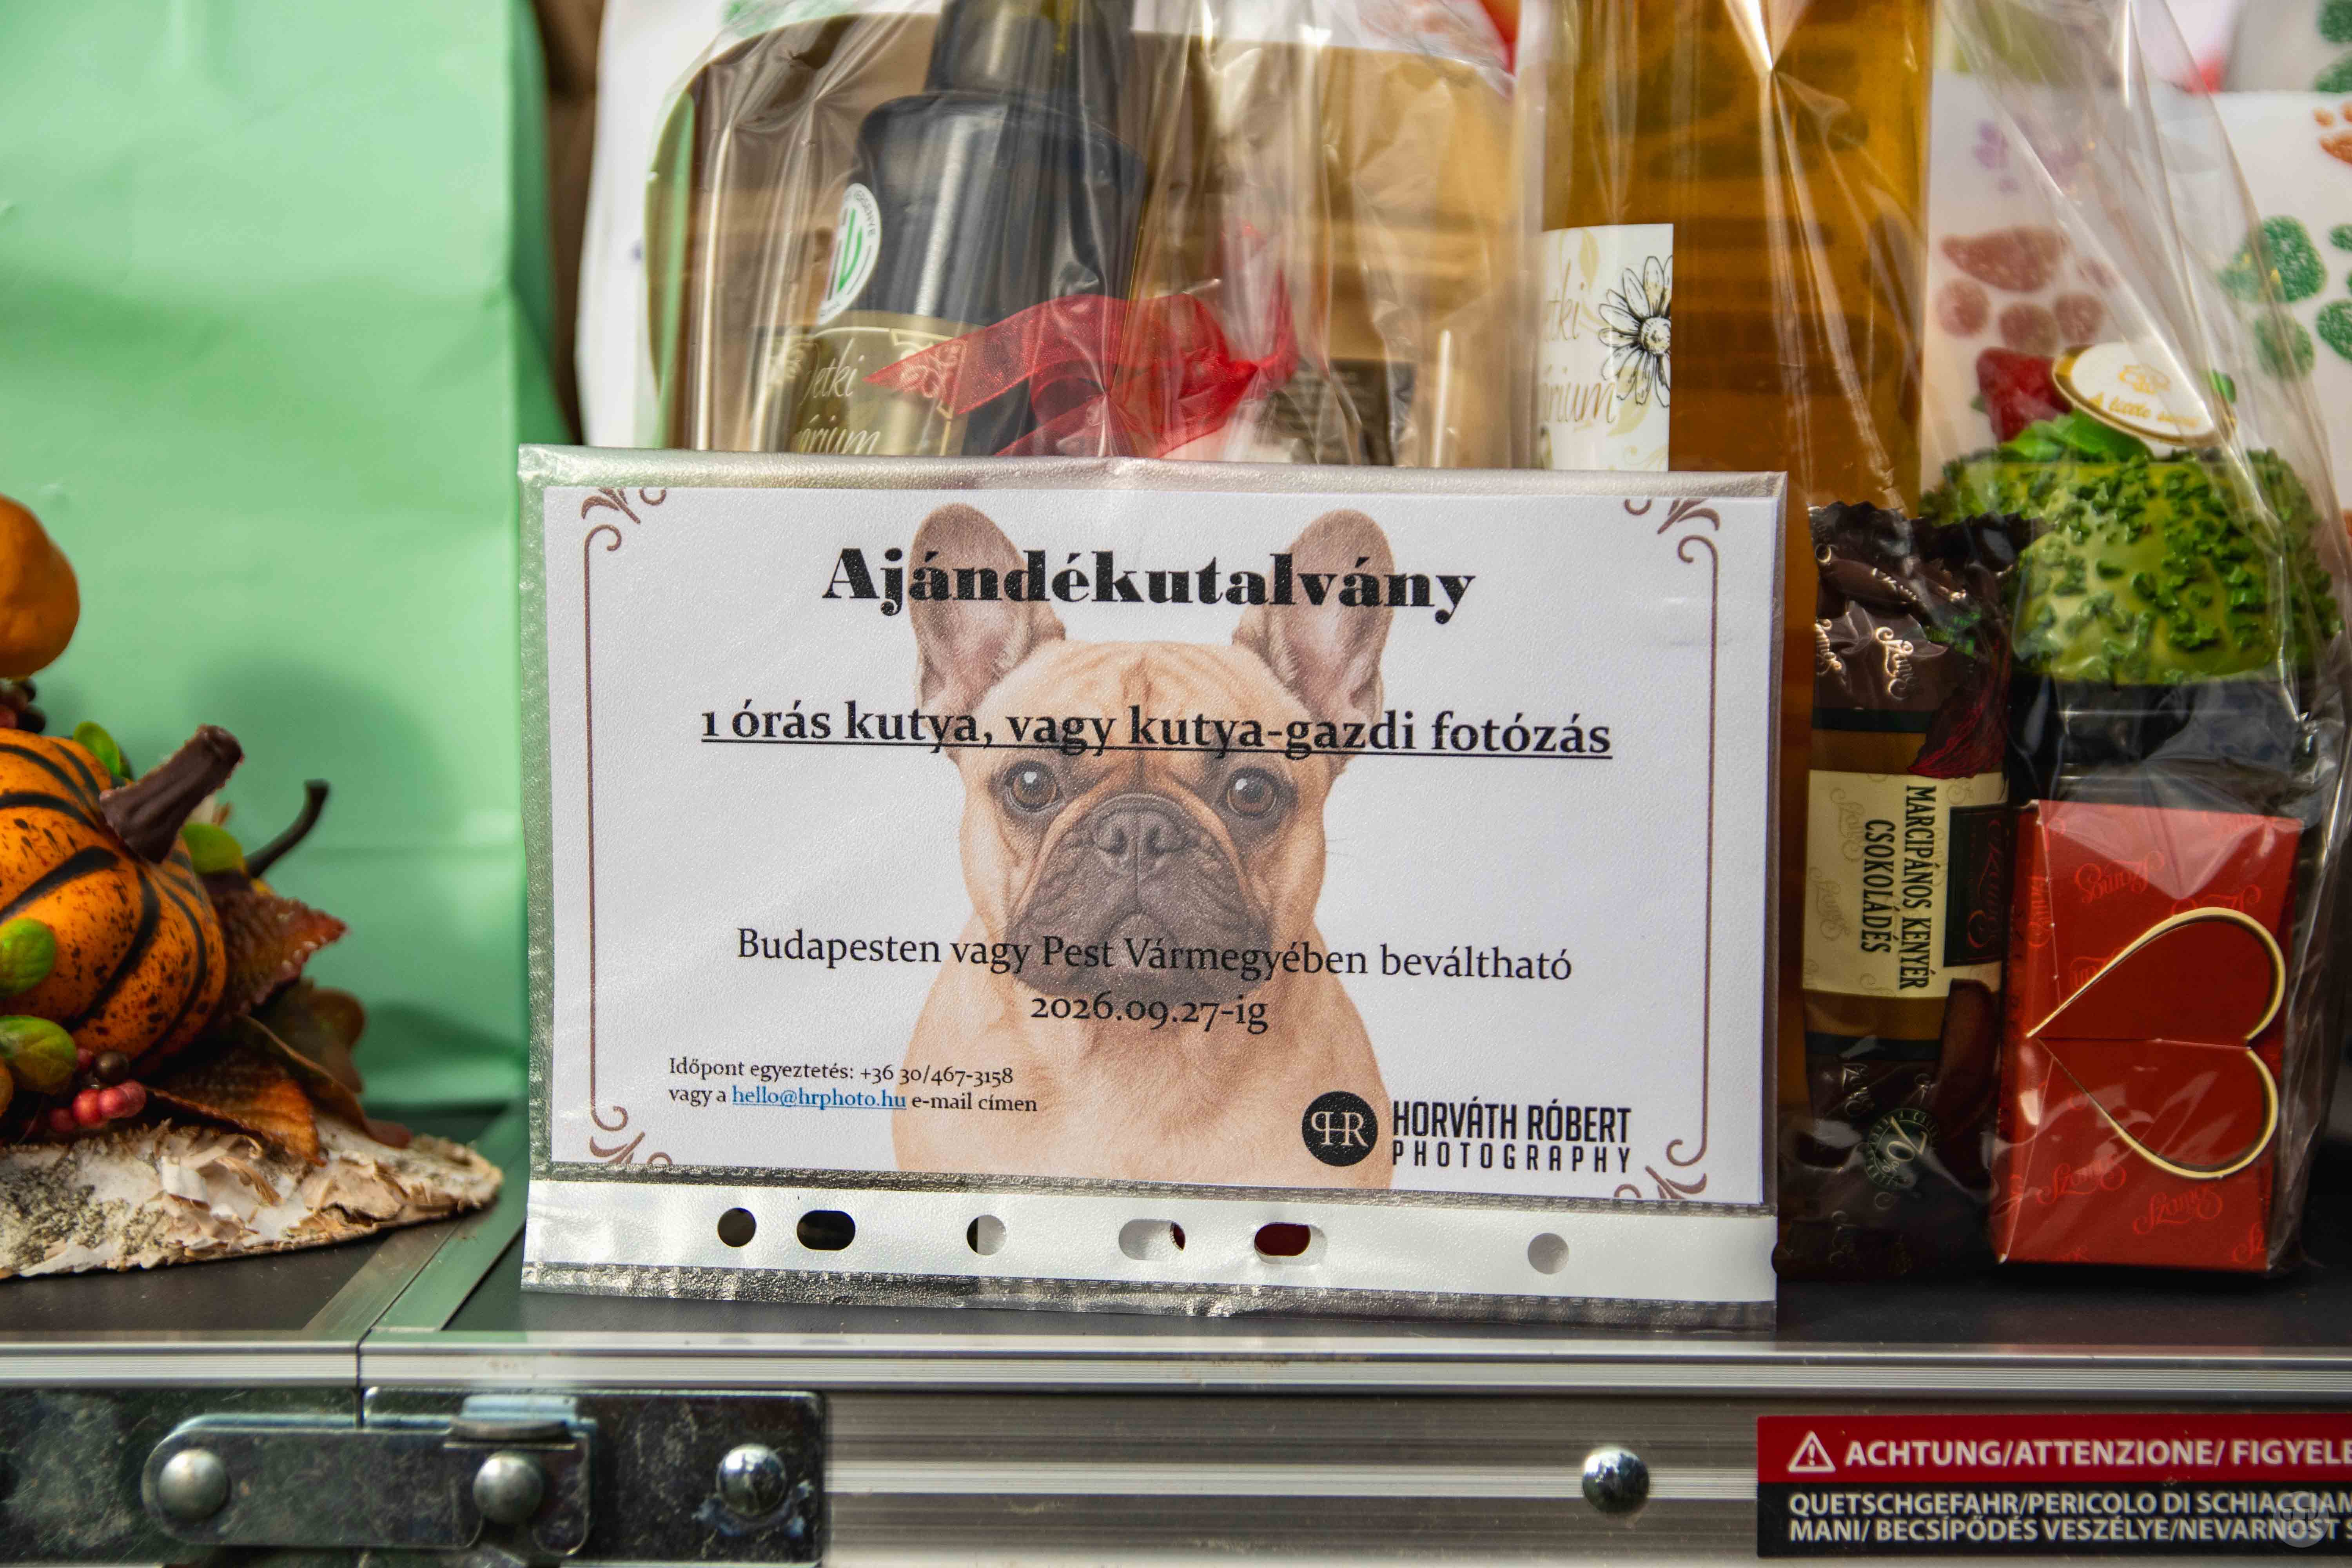 Ajándékutalvány
1 órás kutya, vagy kutya-gazdi fotózás
Budapesten vagy Pest Vármegyében beváltható
2026.09.27-ig
Időpont egyeztetés: +36 30/467-3158
vagy a hello@hrphoto.hu e-mail címen
HR
HORVÁTH RÓBERT
PHOTOGRAPHY
MARCIPÁNOS KENYÉR
CSOKOLÁDÉS
ACHTUNG/ATTENZIONE/ FIGYELE
QUETSCHGEFAHR/PERICOLO DI SCHIACCIAM
MANI/ BECSÍPŐDÉS VESZÉLYE/NEVARNOST S